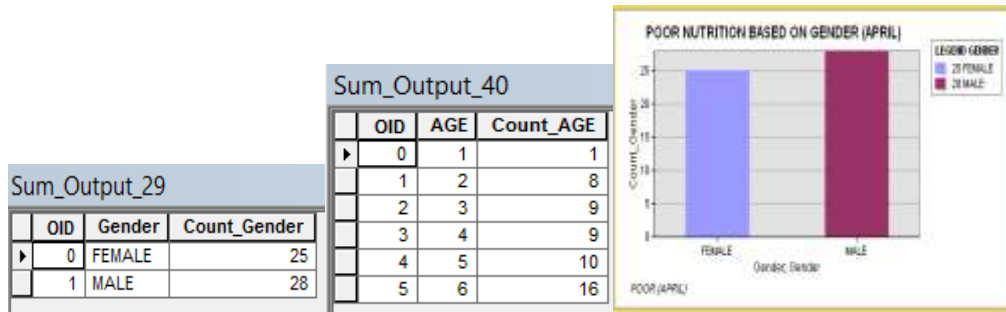 Sum_Output_29
OID Gender Count_Gender
0 FEMALE 25
1 MALE 28
Sum_Output_40
OID AGE Count_AGE
0 1 1
1 2 8
2 3 9
3 4 9
4 5 10
5 6 16
POOR NUTRITION BASED ON GENDER (APRIL)
LEGEND GENDER
25 FEMALE
28 MALE
Count_Gender
25
20
15
10
5
0
FEMALE MALE
Gender, Gender
POOR (APRIL)